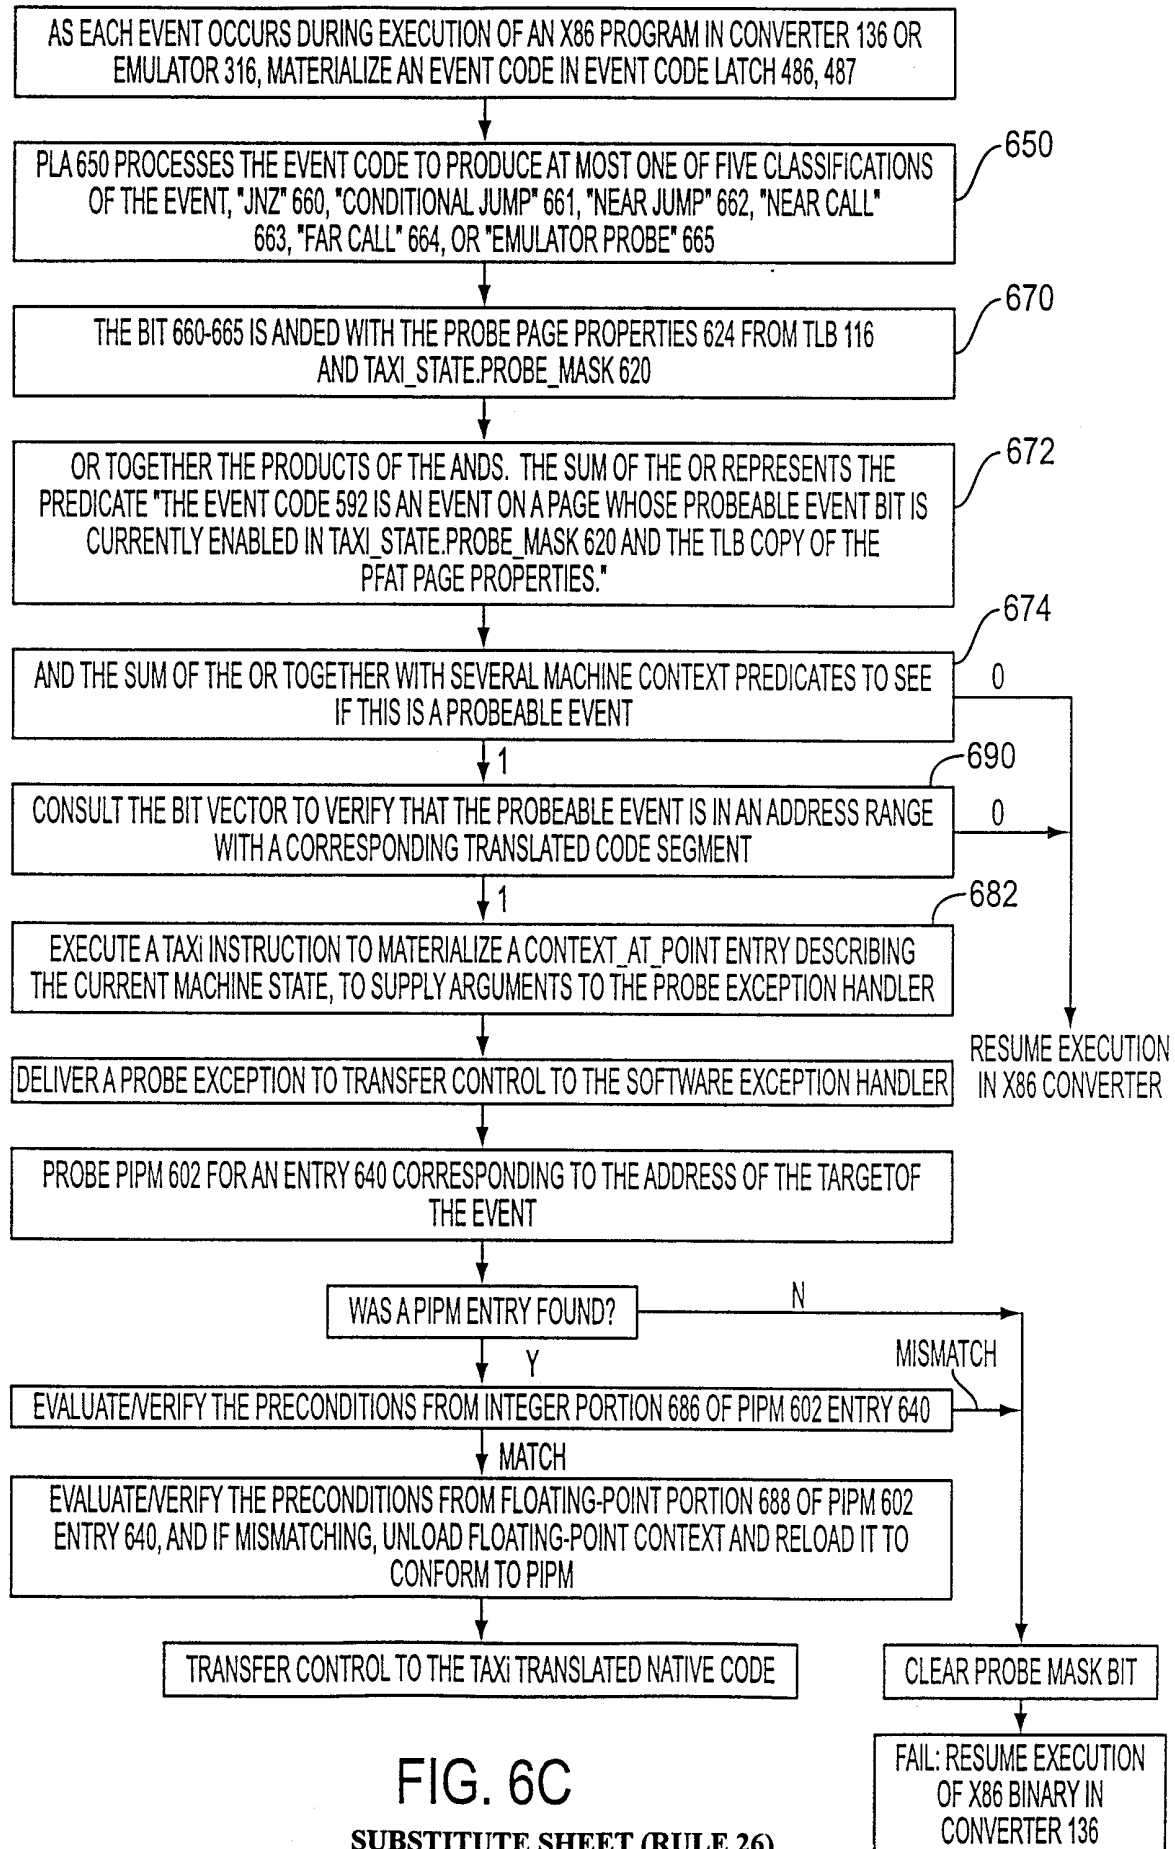 AS EACH EVENT OCCURS DURING EXECUTION OF AN X86 PROGRAM IN CONVERTER 136 OR
EMULATOR 316, MATERIALIZE AN EVENT CODE IN EVENT CODE LATCH 486, 487
650
PLA 650 PROCESSES THE EVENT CODE TO PRODUCE AT MOST ONE OF FIVE CLASSIFICATIONS
OF THE EVENT, "JNZ" 660, "CONDITIONAL JUMP" 661, "NEAR JUMP" 662, "NEAR CALL"
663, "FAR CALL" 664, OR "EMULATOR PROBE" 665
670
THE BIT 660-665 IS ANDED WITH THE PROBE PAGE PROPERTIES 624 FROM TLB 116
AND TAXI_STATE.PROBE_MASK 620
672
OR TOGETHER THE PRODUCTS OF THE ANDS. THE SUM OF THE OR REPRESENTS THE
PREDICATE "THE EVENT CODE 592 IS AN EVENT ON A PAGE WHOSE PROBEABLE EVENT BIT IS
CURRENTLY ENABLED IN TAXI_STATE.PROBE_MASK 620 AND THE TLB COPY OF THE
PFAT PAGE PROPERTIES."
674
AND THE SUM OF THE OR TOGETHER WITH SEVERAL MACHINE CONTEXT PREDICATES TO SEE
IF THIS IS A PROBEABLE EVENT
0
1
690
CONSULT THE BIT VECTOR TO VERIFY THAT THE PROBEABLE EVENT IS IN AN ADDRESS RANGE
WITH A CORRESPONDING TRANSLATED CODE SEGMENT
0
1
682
EXECUTE A TAXi INSTRUCTION TO MATERIALIZE A CONTEXT_AT_POINT ENTRY DESCRIBING
THE CURRENT MACHINE STATE, TO SUPPLY ARGUMENTS TO THE PROBE EXCEPTION HANDLER
RESUME EXECUTION
IN X86 CONVERTER
DELIVER A PROBE EXCEPTION TO TRANSFER CONTROL TO THE SOFTWARE EXCEPTION HANDLER
PROBE PIPM 602 FOR AN ENTRY 640 CORRESPONDING TO THE ADDRESS OF THE TARGETOF
THE EVENT
WAS A PIPM ENTRY FOUND?
N
Y
MISMATCH
EVALUATE/VERIFY THE PRECONDITIONS FROM INTEGER PORTION 686 OF PIPM 602 ENTRY 640
MATCH
EVALUATE/VERIFY THE PRECONDITIONS FROM FLOATING-POINT PORTION 688 OF PIPM 602
ENTRY 640, AND IF MISMATCHING, UNLOAD FLOATING-POINT CONTEXT AND RELOAD IT TO
CONFORM TO PIPM
TRANSFER CONTROL TO THE TAXi TRANSLATED NATIVE CODE
CLEAR PROBE MASK BIT
FAIL: RESUME EXECUTION
OF X86 BINARY IN
CONVERTER 136
FIG. 6C
SUBSTITUTE SHEET (RULE 26)